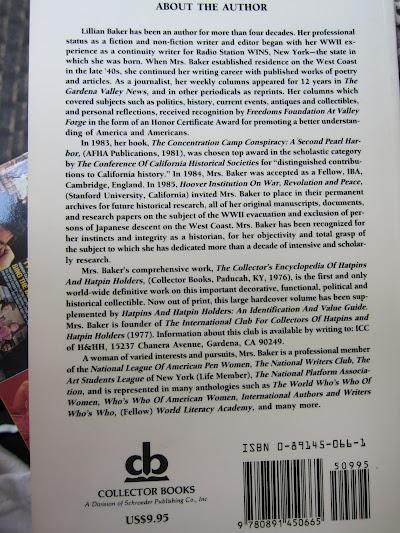 ABOUT THE AUTHOR
Lillian Baker has been an author for more than four decades. Her professional
status as a fiction and non-fiction writer and editor began with her WWII ex-
perience as a continuity writer for Radio Station WINS, New York—the state in
which she was born. When Mrs. Baker established residence on the West Coast
in the late '40s, she continued her writing career with published works of poetry
and articles. As a journalist, her weekly columns appeared for 12 years in The
Gardena Valley News, and in other periodicals as reprints. Her columns which
covered subjects such as politics, history, current events, antiques and collectibles,
and personal reflections, received recognition by Freedoms Foundation At Valley
Forge in the form of an Honor Certificate Award for promoting a better understan-
ding of America and Americans.
In 1983, her book, The Concentration Camp Conspiracy: A Second Pearl Har-
bor, (AFHA Publications, 1981), was chosen top award in the scholastic category
by The Conference Of California Historical Societies for "distinguished contribu-
tions to California history." In 1984, Mrs. Baker was accepted as a Fellow, IBA,
Cambridge, England. In 1985, Hoover Institution On War, Revolution and Peace,
(Stanford University, California) invited Mrs. Baker to place in their permanent
archives for future historical research, all of her original manuscripts, documents,
and research papers on the subject of the WWII evacuation and exclusion of per-
sons of Japanese descent on the West Coast. Mrs. Baker has been recognized for
her instincts and integrity as a historian, for her objectivity and total grasp of
the subject to which she has dedicated more than a decade of intensive and scholar-
ly research.
Mrs. Baker's comprehensive work, The Collector's Encyclopedia Of Hatpins
And Hatpin Holders, (Collector Books, Paducah, KY, 1976), is the first and only
world-wide definitive work on this important decorative, functional, political and
historical collectible. Now out of print, this large hardcover volume has been sup-
plemented by Hatpins And Hatpin Holders: An Identification And Value Guide.
Mrs. Baker is founder of The International Club For Collectors Of Hatpins and
Hatpin Holders (1977). Information about this club is available by writing to: ICC
of H&HH, 15237 Chanera Avenue, Gardena, CA 90249.
A woman of varied interests and pursuits, Mrs. Baker is a professional member
of the National League Of American Pen Women, The National Writers Club, The
Art Students League of New York (Life Member), The National Platform Associa-
tion, and is represented in many anthologies such as The World Who's Who Of
Women, Who's Who Of American Women, International Authors and Writers
Who's Who, (Fellow) World Literacy Academy, and many more.
cb
COLLECTOR BOOKS
A Division of Schroeder Publishing Co., Inc
US$9.95
ISBN 0-89145-066-1
50995
9 780891 450665